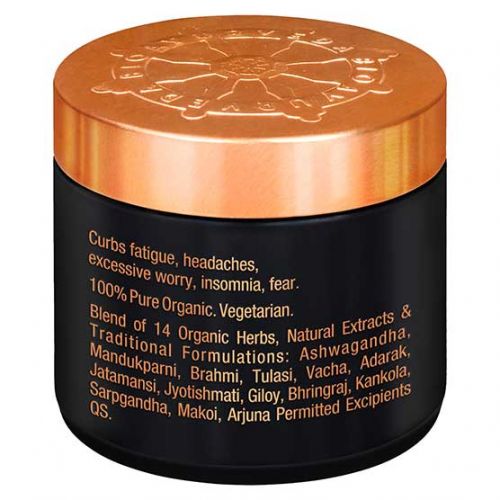 Curbs fatigue, headaches,
excessive worry, insomnia, fear.
100% Pure Organic. Vegetarian.
Blend of 14 Organic Herbs, Natural Extracts &
Traditional Formulations: Ashwagandha,
Mandukparni, Brahmi, Tulasi, Vacha, Adarak,
Jatamansi, Jyotishmati, Giloy, Bhringraj, Kankola,
Sarpgandha, Makoi, Arjuna Permitted Excipients
QS.